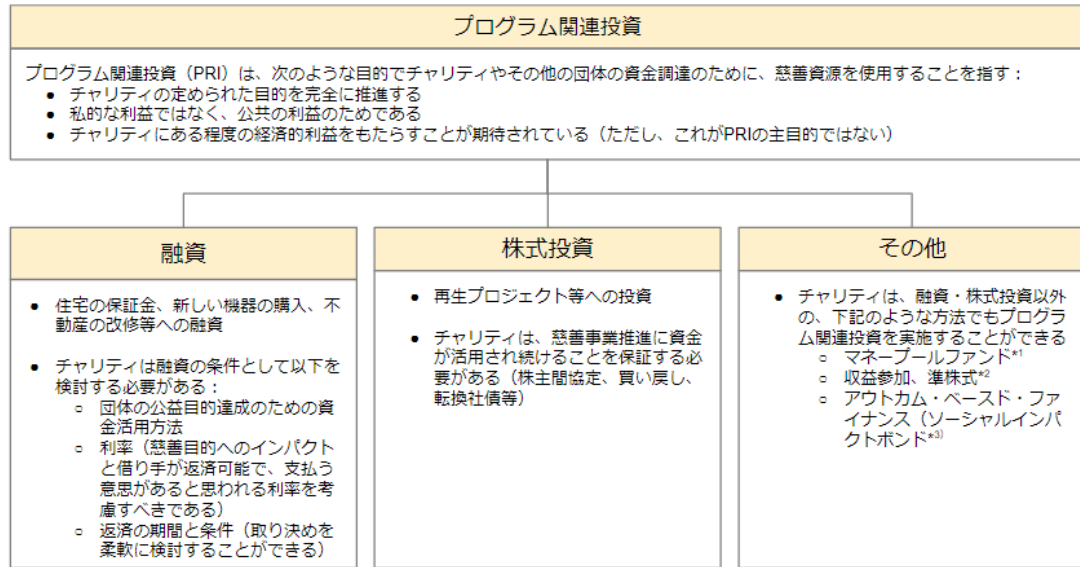 プログラム関連投資
プログラム関連投資（PRI）は、次のような目的でチャリティやその他の団体の資金調達のために、慈善資源を使用することを指す：
● チャリティの定められた目的を完全に推進する
● 私的な利益ではなく、公共の利益のためである
● チャリティにある程度の経済的利益をもたらすことが期待されている（ただし、これがPRIの主目的ではない）
融資
● 住宅の保証金、新しい機器の購入、不
動産の改修等への融資
● チャリティは融資の条件として以下を
検討する必要がある：
○ 団体の公益目的達成のための資
金活用方法
○ 利率（慈善目的へのインパクト
と借り手が返済可能で、支払う
意思があると思われる利率を考
慮すべきである）
○ 返済の期間と条件（取り決めを
柔軟に検討することができる）
株式投資
● 再生プロジェクト等への投資
● チャリティは、慈善事業推進に資金
が活用され続けることを保証する必
要がある（株主間協定、買い戻し、
転換社債等）
その他
● チャリティは、融資・株式投資以外
の、下記のような方法でもプログラ
ム関連投資を実施することができる
○ マネープールファンド*1
○ 収益参加、準株式*2
○ アウトカム・ベースド・ファ
イナンス（ソーシャルインパ
クトボンド*3)